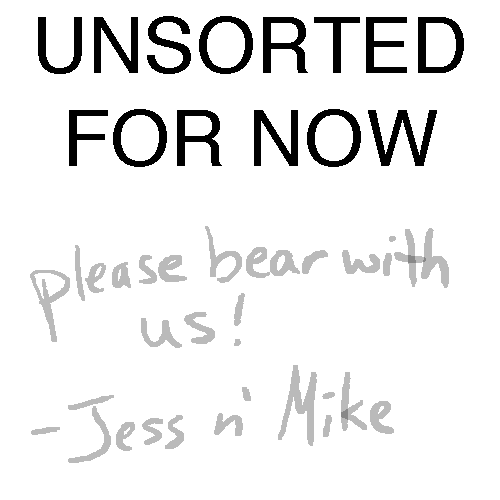 UNSORTED
FOR NOW
please bear with
us!
-Jess n' Mike